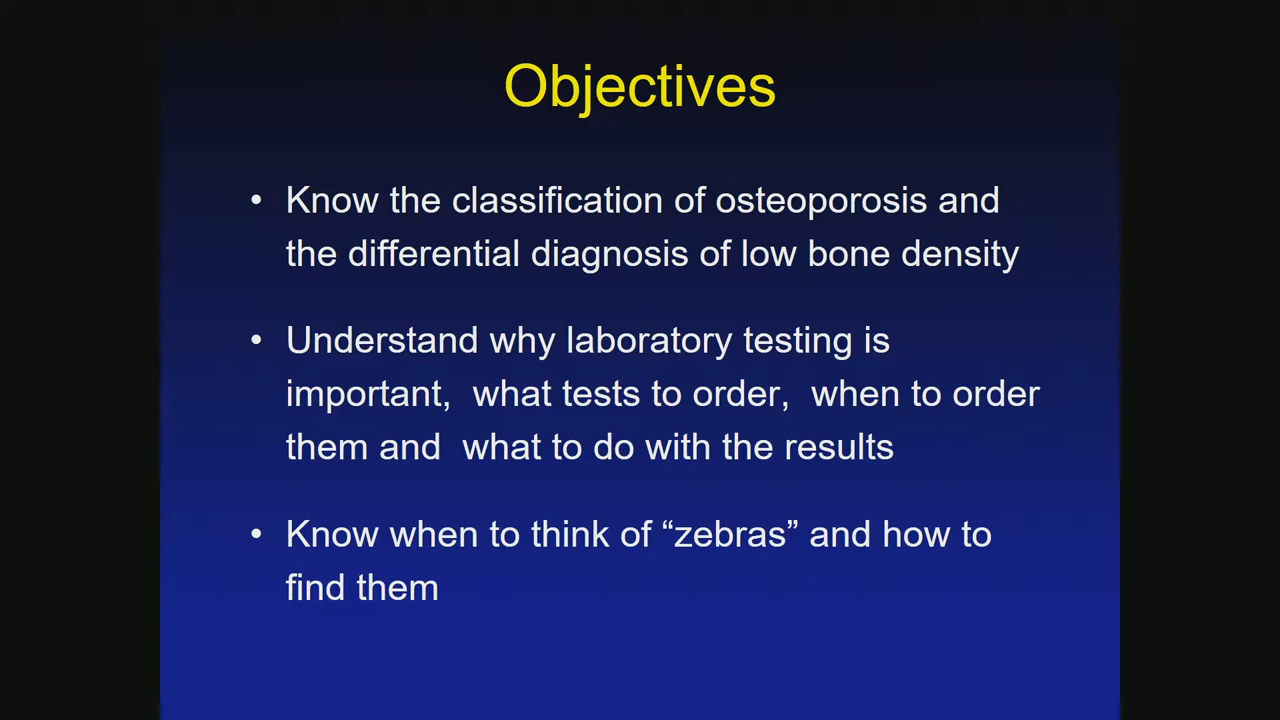 Objectives
• Know the classification of osteoporosis and
the differential diagnosis of low bone density
• Understand why laboratory testing is
important,  what tests to order,  when to order
them and  what to do with the results
• Know when to think of “zebras” and how to
find them